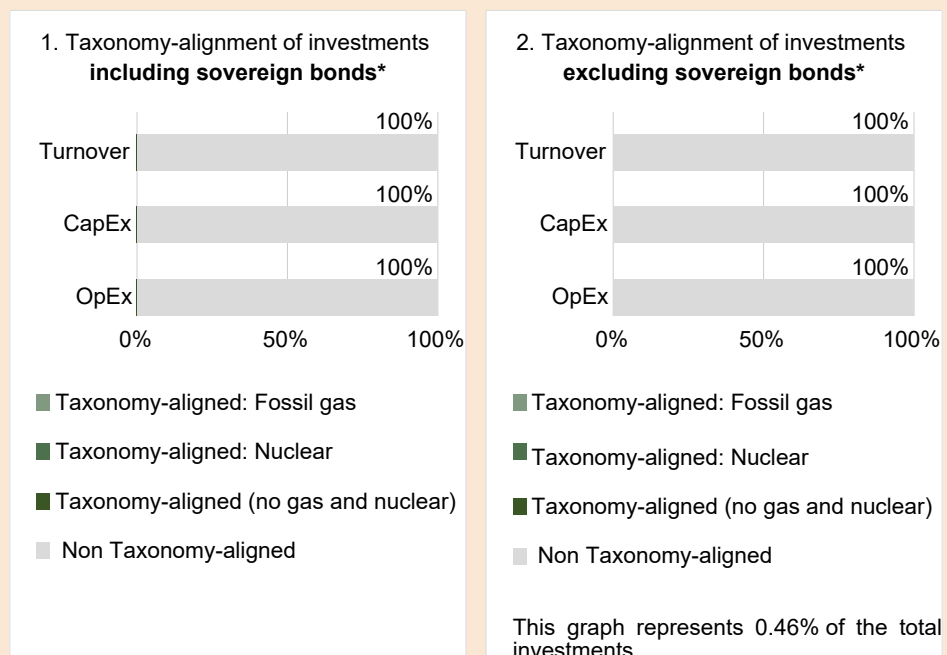 1. Taxonomy-alignment of investments
including sovereign bonds*
100%
Turnover
100%
CapEx
100%
OpEx
0% 50% 100%
Taxonomy-aligned: Fossil gas
Taxonomy-aligned: Nuclear
Taxonomy-aligned (no gas and nuclear)
Non Taxonomy-aligned
2. Taxonomy-alignment of investments
excluding sovereign bonds*
100%
Turnover
100%
CapEx
100%
OpEx
0% 50% 100%
Taxonomy-aligned: Fossil gas
Taxonomy-aligned: Nuclear
Taxonomy-aligned (no gas and nuclear)
Non Taxonomy-aligned
This graph represents 0.46% of the total
investments